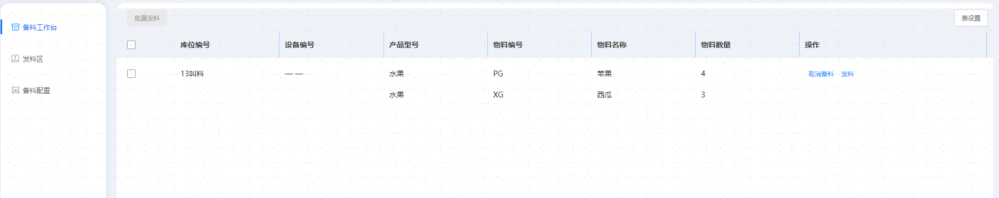 备料工作台
发料区
备料配置
批量发料
表设置
库位编号 设备编号 产品型号 物料编号 物料名称 物料数量 操作
13叫料 — — 水果 PG 苹果 4 取消备料 发料
水果 XG 西瓜 3